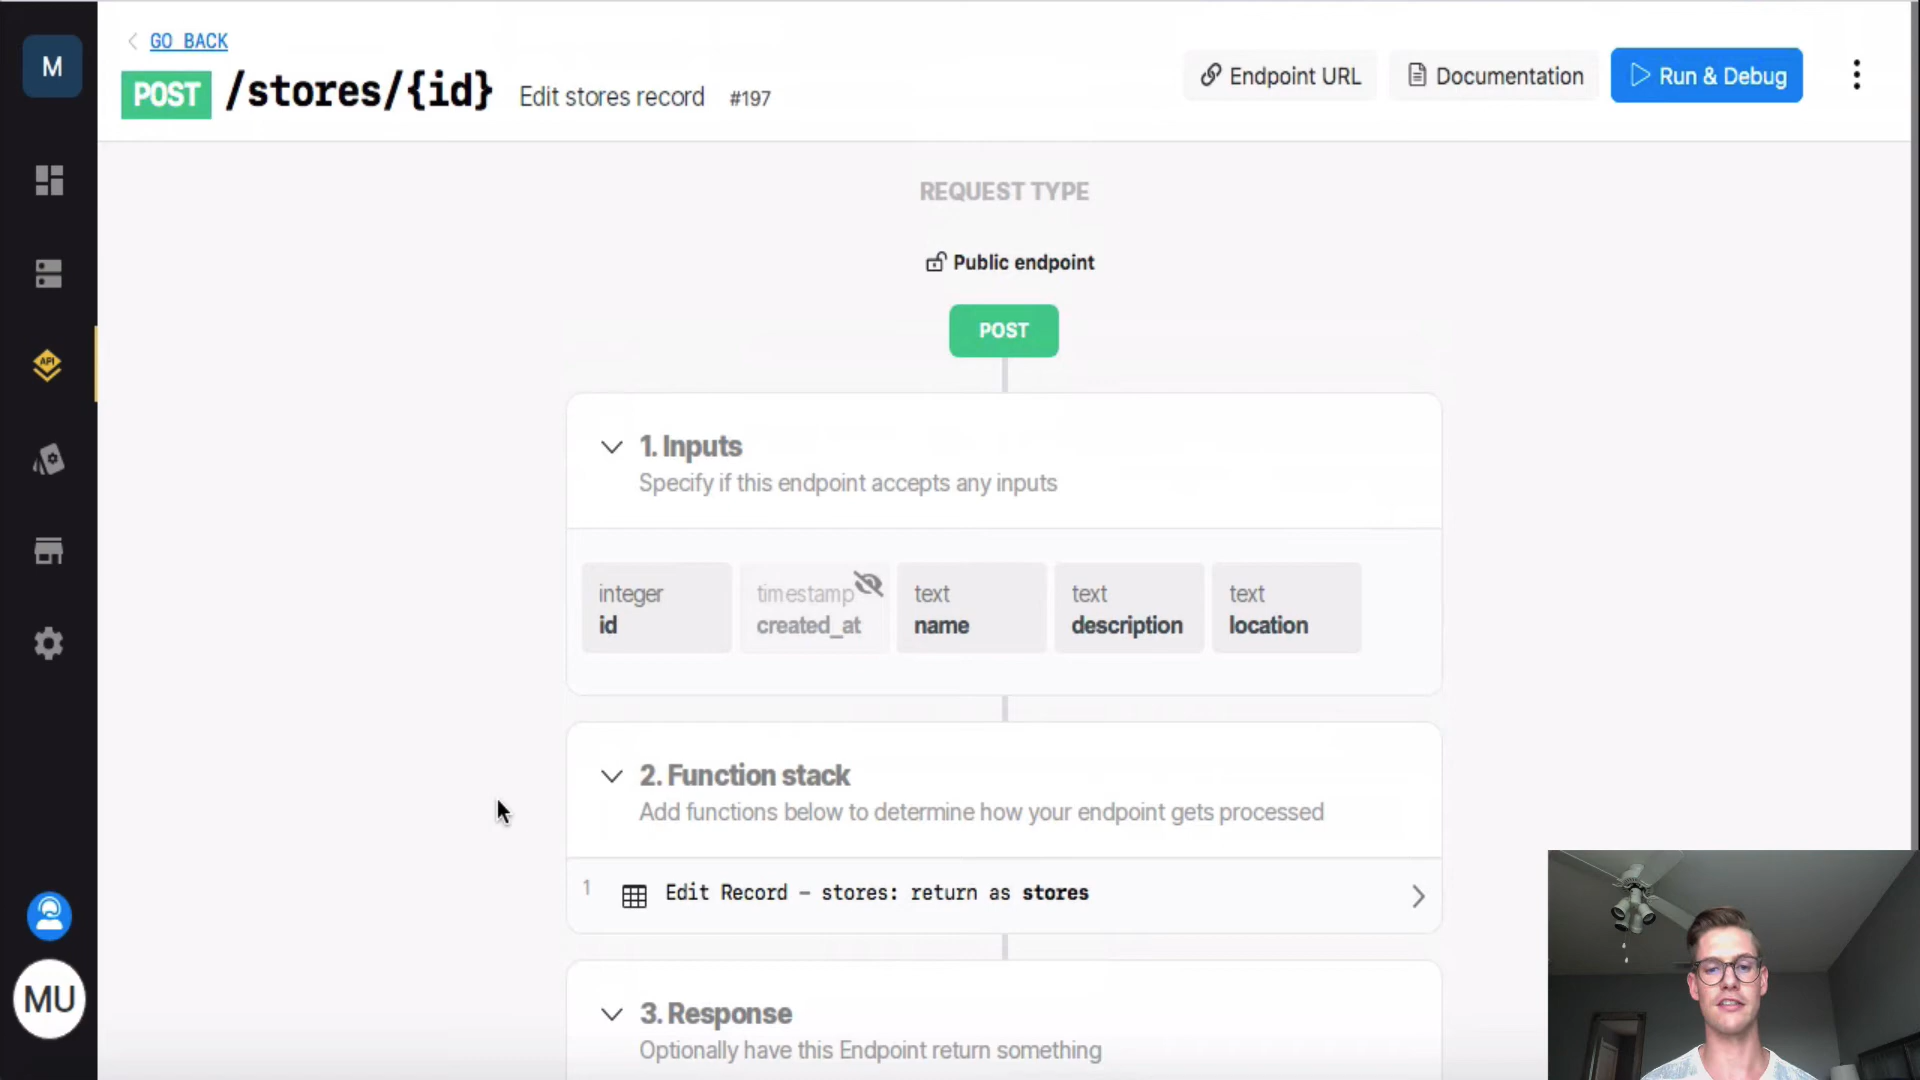 M
GO BACK
POST /stores/{id} Edit stores record #197
Endpoint URL
Documentation
Run & Debug
REQUEST TYPE
Public endpoint
POST
API
1. Inputs
Specify if this endpoint accepts any inputs
integer
id
timestamp
created_at
text
name
text
description
text
location
2. Function stack
Add functions below to determine how your endpoint gets processed
1 Edit Record – stores: return as stores
3. Response
Optionally have this Endpoint return something
MU